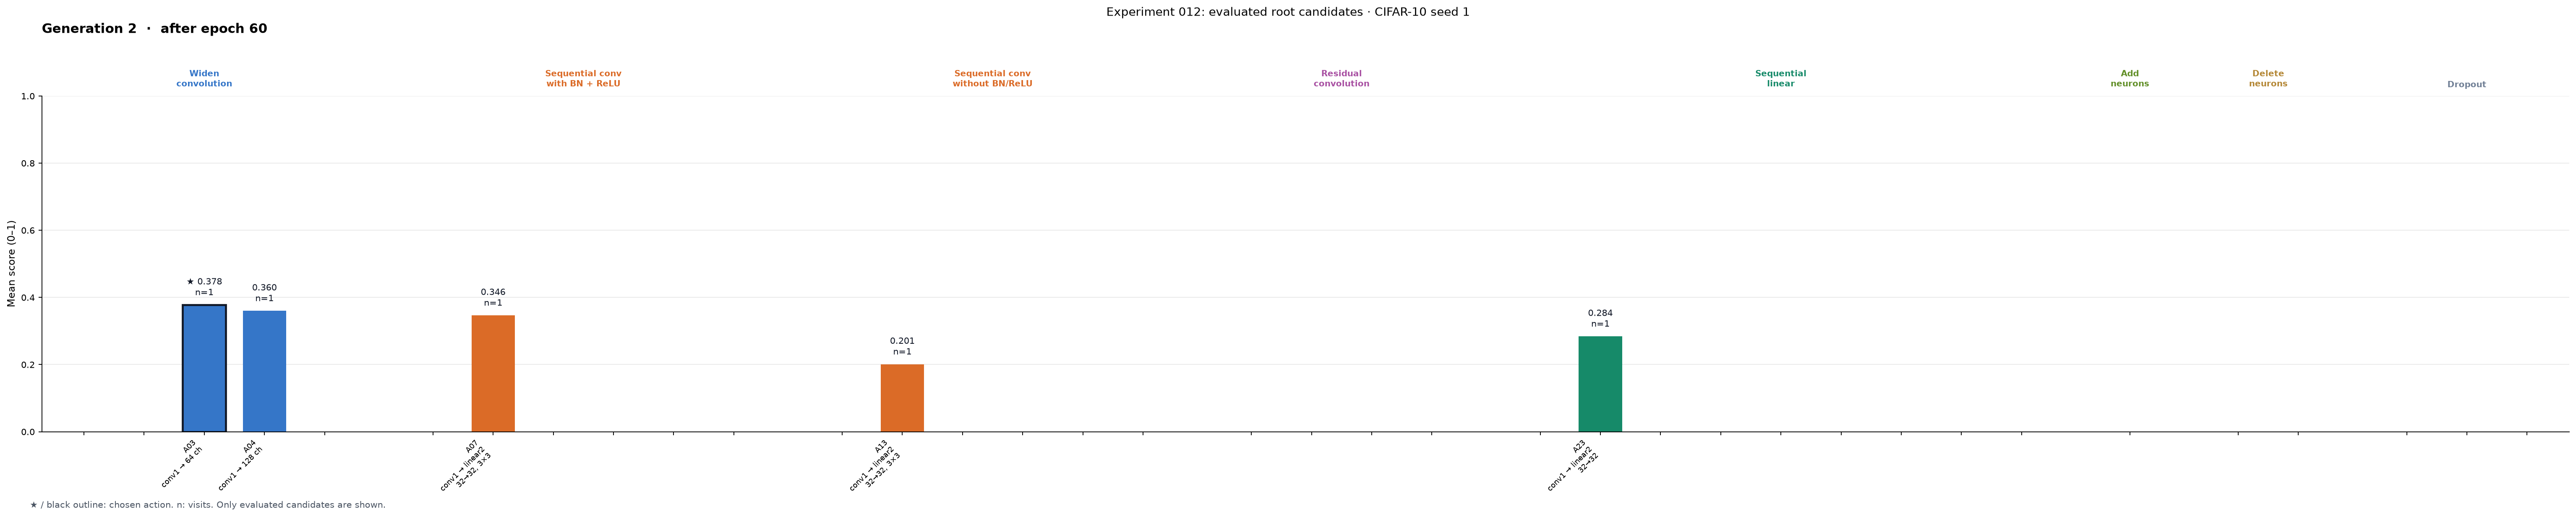 Experiment 012: evaluated root candidates · CIFAR-10 seed 1
Generation 2 · after epoch 60
Widen
convolution
Sequential conv
with BN + ReLU
Sequential conv
without BN/ReLU
Residual
convolution
Sequential
linear
Add
neurons
Delete
neurons
Dropout
Mean score (0–1)
1.0
0.8
0.6
0.4
0.2
0.0
★ 0.378
n=1
0.360
n=1
0.346
n=1
0.201
n=1
0.284
n=1
A03
conv1 → 64 ch
A04
conv1 → 128 ch
A07
conv1 → linear2
32→32, 3×3
A13
conv1 → linear2
32→32, 3×3
A23
conv1 → linear2
32→32
★ / black outline: chosen action. n: visits. Only evaluated candidates are shown.